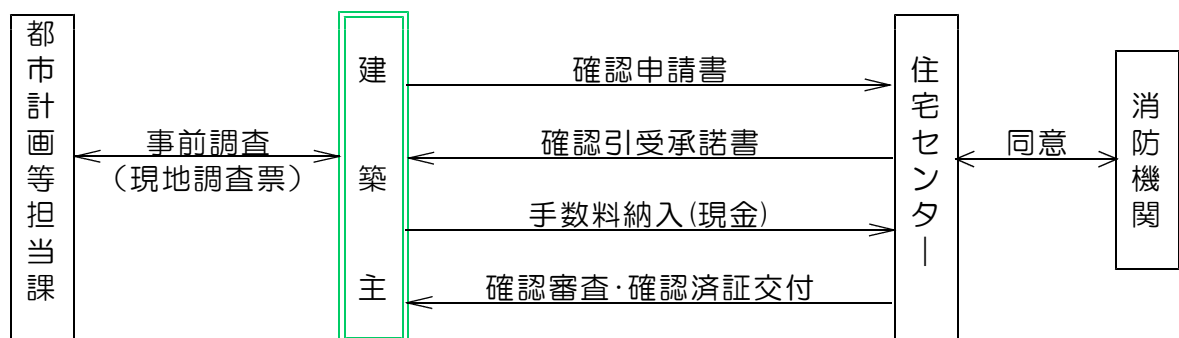 都市計画等担当課
事前調査
（現地調査票）
建築主
確認申請書
確認引受承諾書
手数料納入(現金)
確認審査・確認済証交付
住宅センター
同意
消防機関